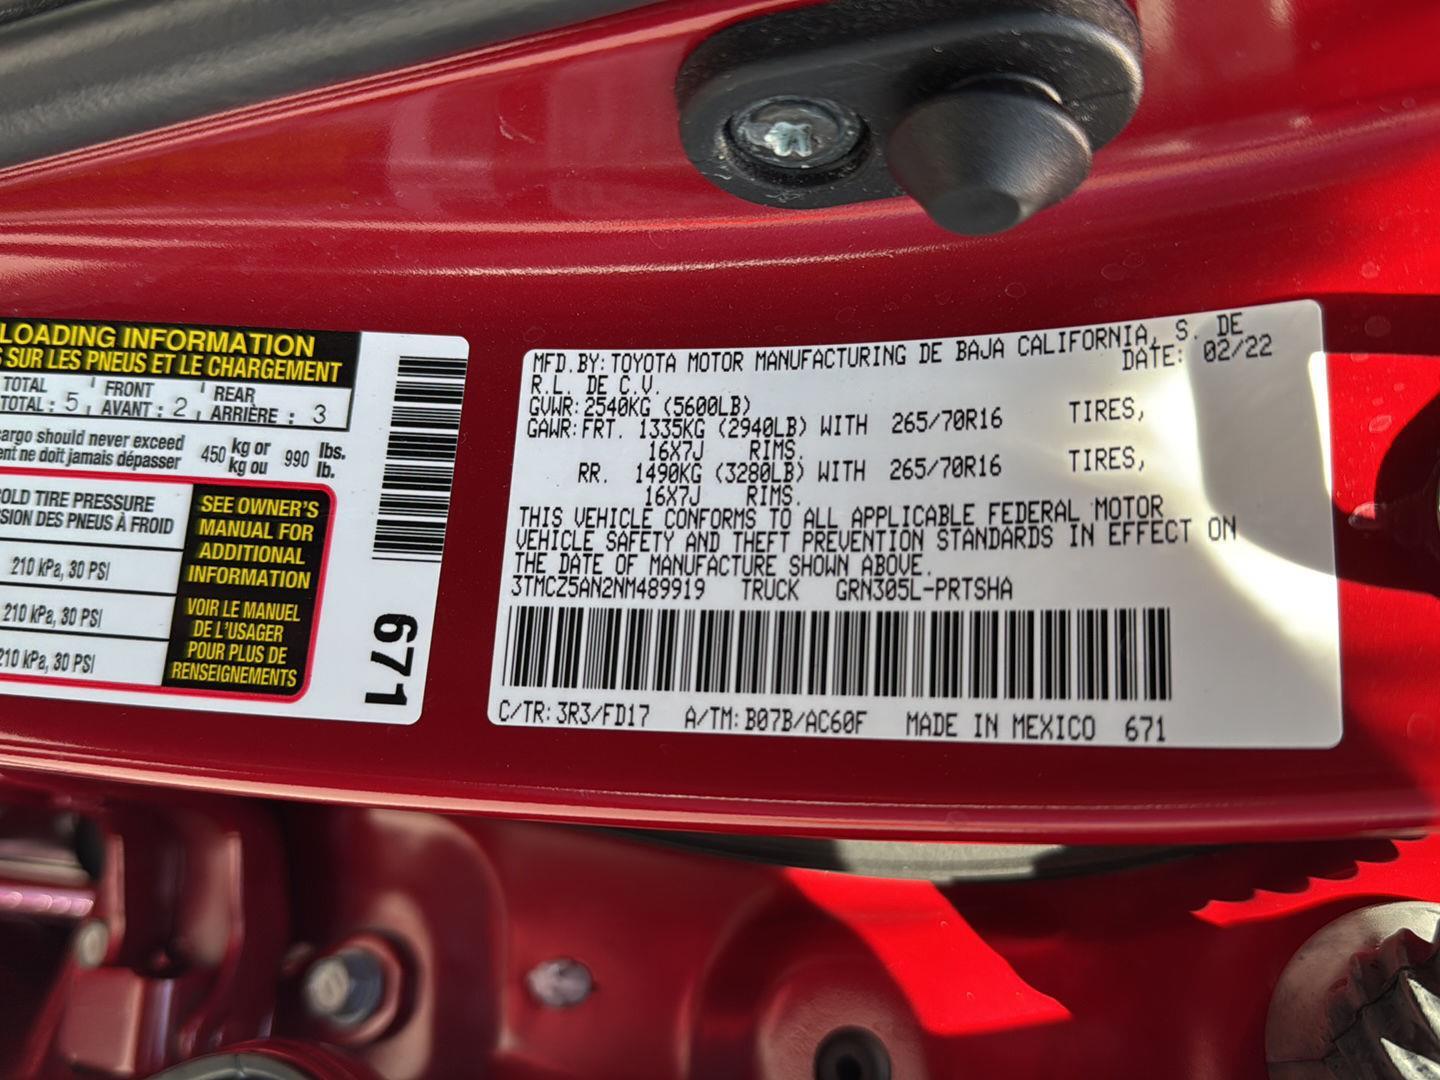 LOADING INFORMATION
SUR LES PNEUS ET LE CHARGEMENT
TOTAL FRONT REAR
TOTAL : 5 AVANT : 2 ARRIÈRE : 3
cargo should never exceed 450 kg or 990 lbs.
ne doit jamais dépasser kg ou lb.
COLD TIRE PRESSURE
DES PNEUS À FROID
210 kPa, 30 PSI
210 kPa, 30 PSI
210 kPa, 30 PSI
SEE OWNER'S
MANUAL FOR
ADDITIONAL
INFORMATION
VOIR LE MANUEL
DE L'USAGER
POUR PLUS DE
RENSEIGNEMENTS
671
MFD.BY: TOYOTA MOTOR MANUFACTURING DE BAJA CALIFORNIA, S. DE
R.L. DE C.V. DATE: 02/22
GVWR: 2540KG (5600LB)
GAWR: FRT. 1335KG (2940LB) WITH 265/70R16 TIRES,
16X7J RIMS.
RR. 1490KG (3280LB) WITH 265/70R16 TIRES,
16X7J RIMS.
THIS VEHICLE CONFORMS TO ALL APPLICABLE FEDERAL MOTOR
VEHICLE SAFETY AND THEFT PREVENTION STANDARDS IN EFFECT ON
THE DATE OF MANUFACTURE SHOWN ABOVE.
3TMCZ5AN2NM489919 TRUCK GRN305L-PRTSHA
C/TR: 3R3/FD17 A/TM: B07B/AC60F MADE IN MEXICO 671